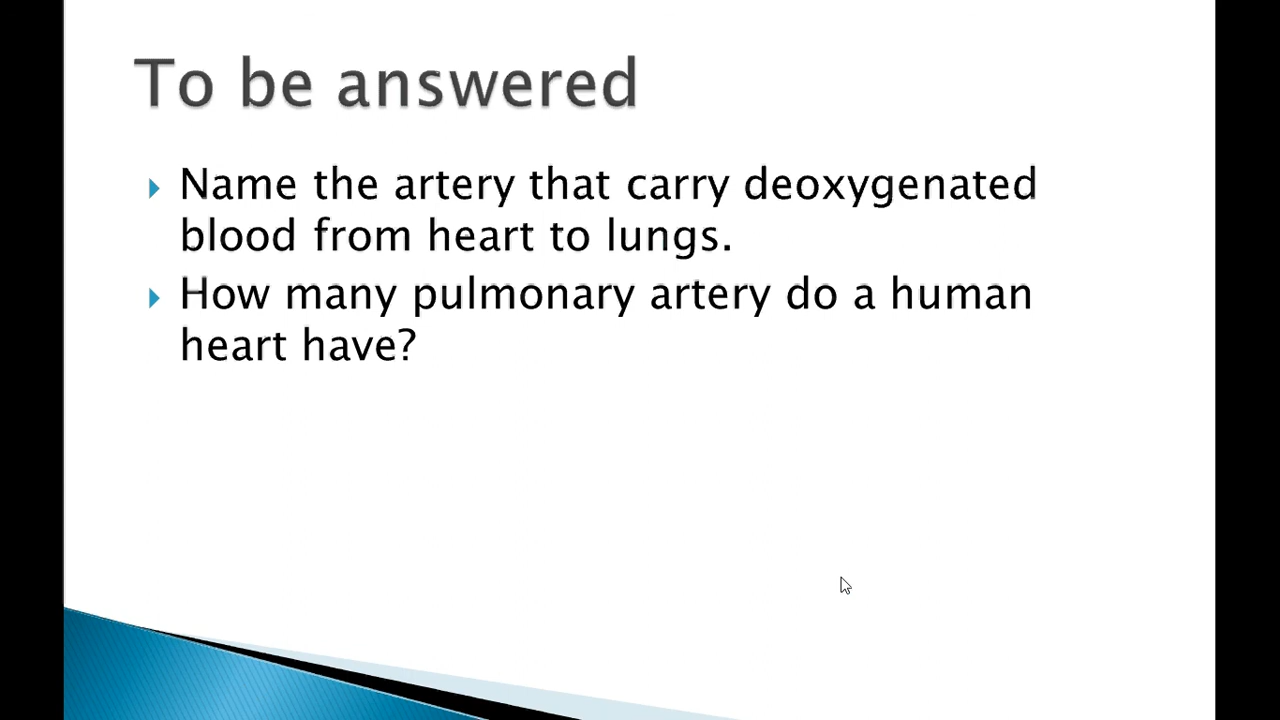 To be answered
Name the artery that carry deoxygenated
blood from heart to lungs.
How many pulmonary artery do a human
heart have?